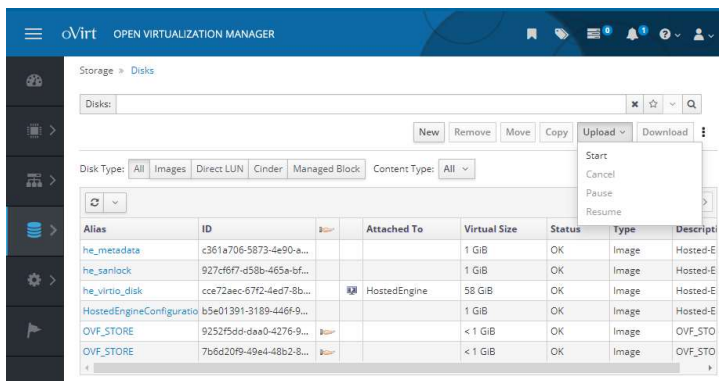 oVirt OPEN VIRTUALIZATION MANAGER 0 1
Storage » Disks
Disks:
New Remove Move Copy Upload Download
Start
Cancel
Pause
Resume
Disk Type: All Images Direct LUN Cinder Managed Block Content Type: All
Alias ID Attached To Virtual Size Status Type Descripti
he_metadata c361a706-5873-4e90-a... 1 GiB OK Image Hosted-E
he_sanlock 927cf6f7-d58b-465a-bf... 1 GiB OK Image Hosted-E
he_virtio_disk cce72aec-67f2-4ed7-8b... HostedEngine 58 GiB OK Image Hosted-E
HostedEngineConfiguratio b5e01391-3189-446f-9... 1 GiB OK Image Hosted-E
OVF_STORE 9252f5dd-daa0-4276-9... < 1 GiB OK Image OVF_STO
OVF_STORE 7b6d20f9-49e4-48b2-8... < 1 GiB OK Image OVF_STO